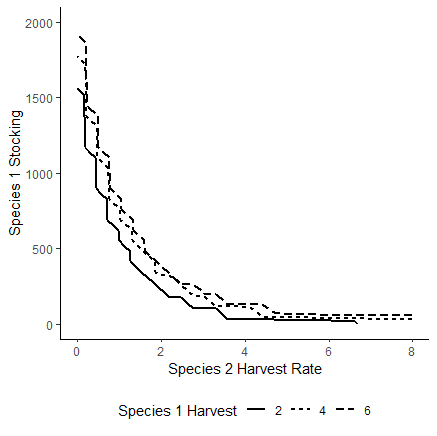 2000
1500
1000
500
0
Species 1 Stocking
0 2 4 6 8
Species 2 Harvest Rate
Species 1 Harvest 2 4 6